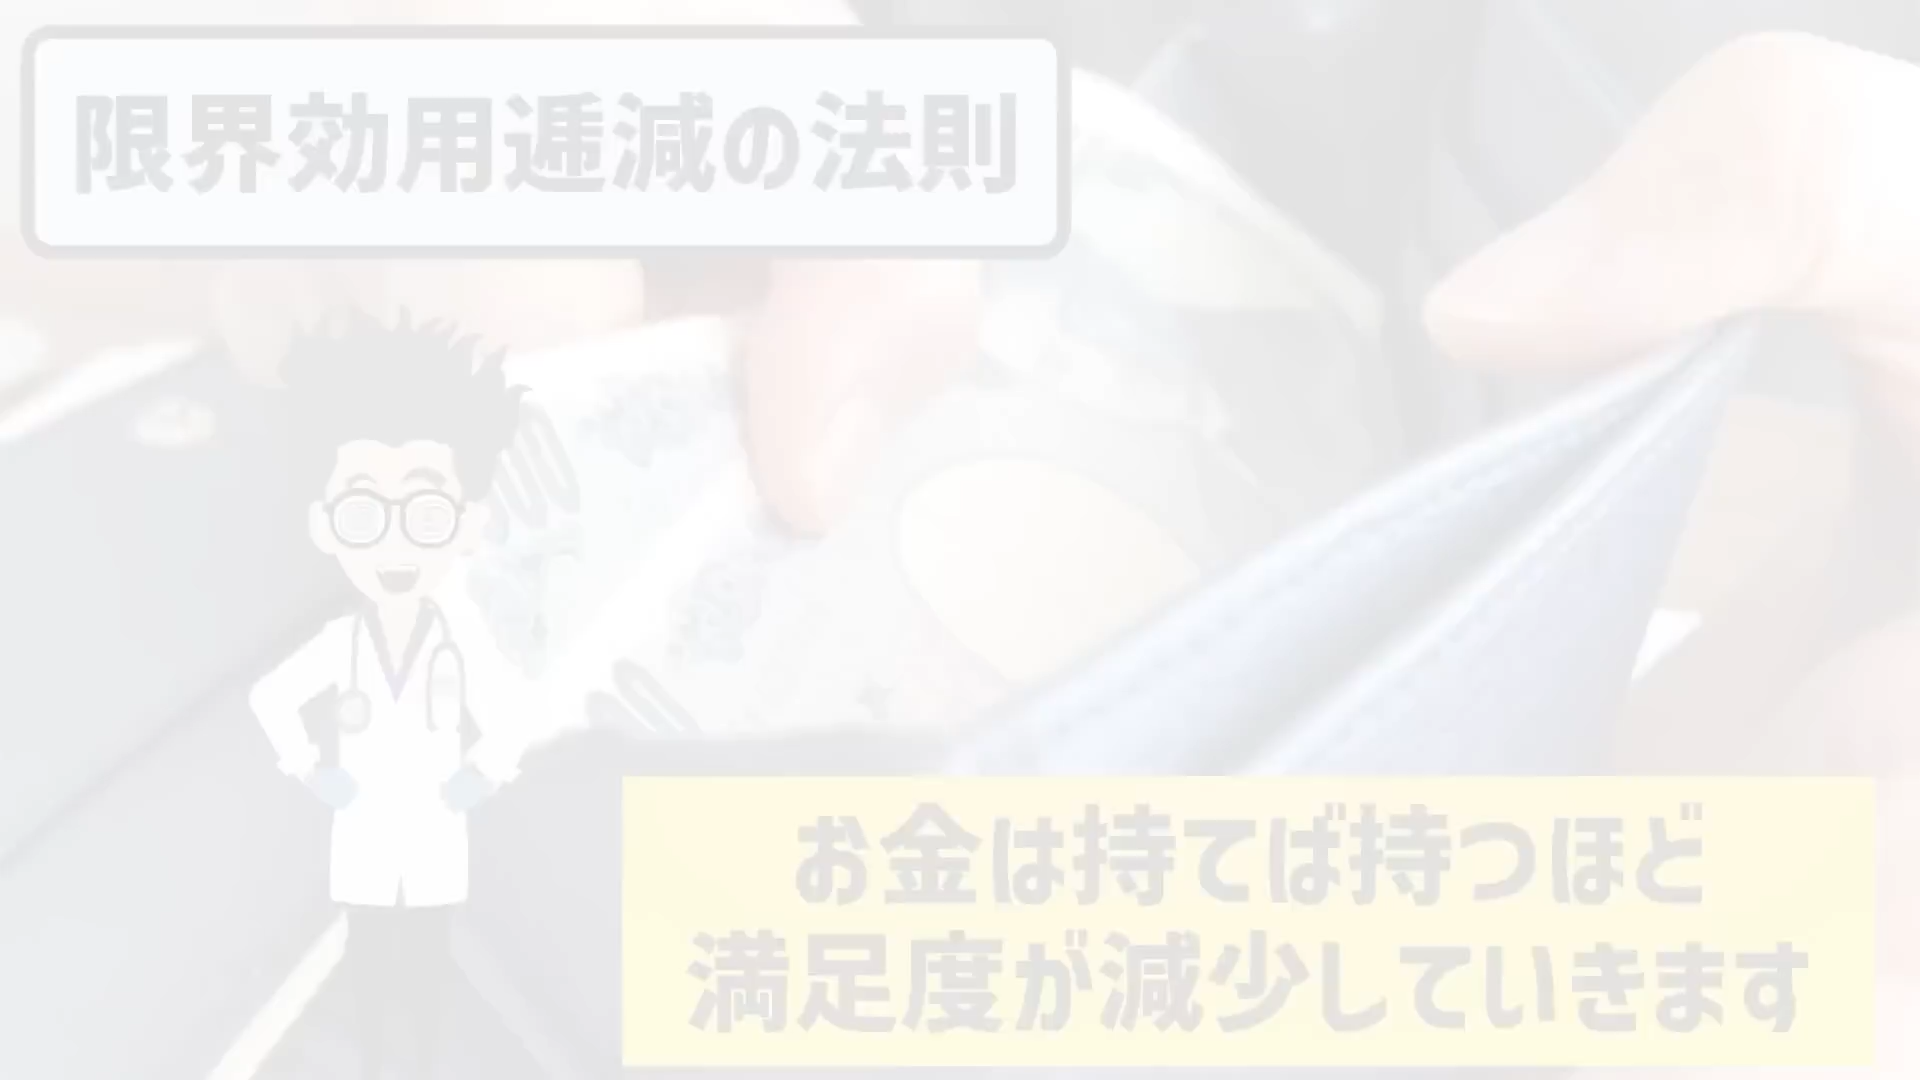 限界効用逓減の法則
お金は持てば持つほど
満足度が減少していきます